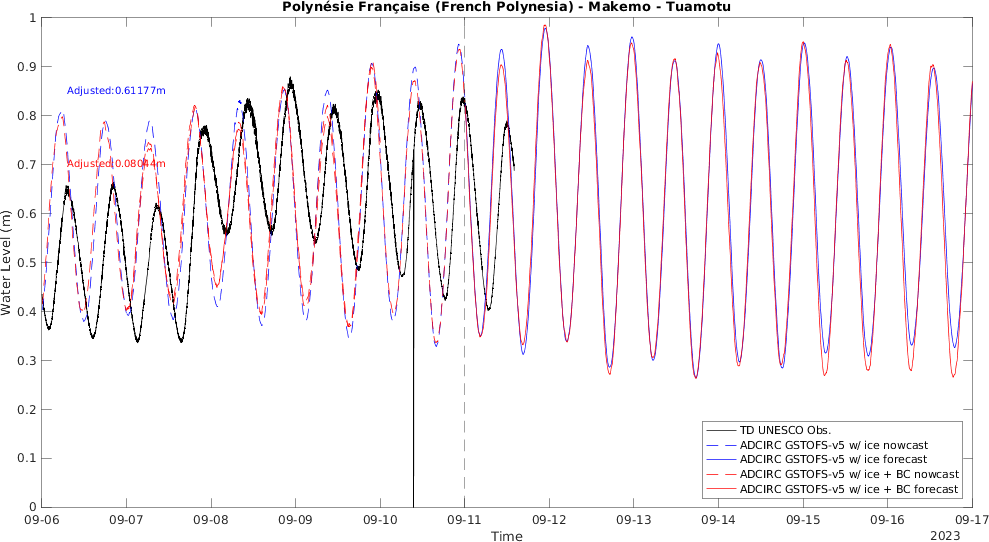 Polynésie Française (French Polynesia) - Makemo - Tuamotu
Water Level (m)
1
0.9
0.8
0.7
0.6
0.5
0.4
0.3
0.2
0.1
0
Adjusted:0.61177m
Adjusted:0.08044m
TD UNESCO Obs.
ADCIRC GSTOFS-v5 w/ ice nowcast
ADCIRC GSTOFS-v5 w/ ice forecast
ADCIRC GSTOFS-v5 w/ ice + BC nowcast
ADCIRC GSTOFS-v5 w/ ice + BC forecast
09-06 09-07 09-08 09-09 09-10 09-11 09-12 09-13 09-14 09-15 09-16 09-17
Time
2023